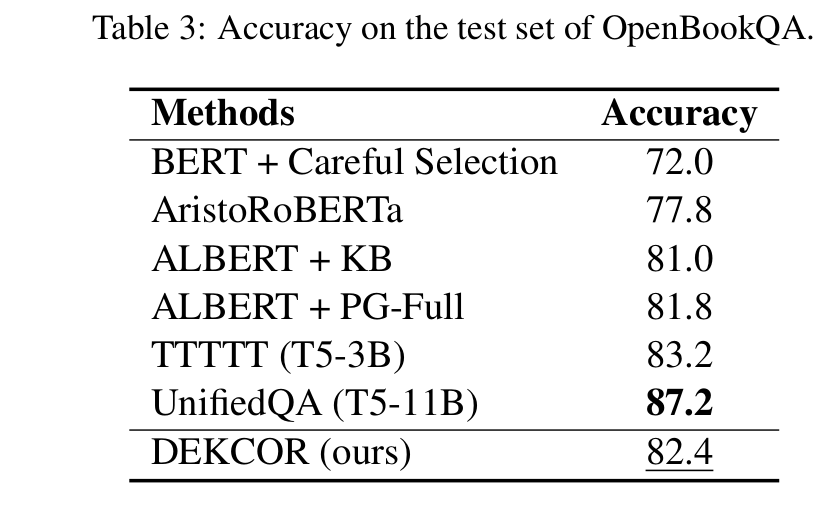 Table 3: Accuracy on the test set of OpenBookQA.
Methods Accuracy
BERT + Careful Selection 72.0
AristoRoBERTa 77.8
ALBERT + KB 81.0
ALBERT + PG-Full 81.8
TTTTT (T5-3B) 83.2
UnifiedQA (T5-11B) 87.2
DEKCOR (ours) 82.4